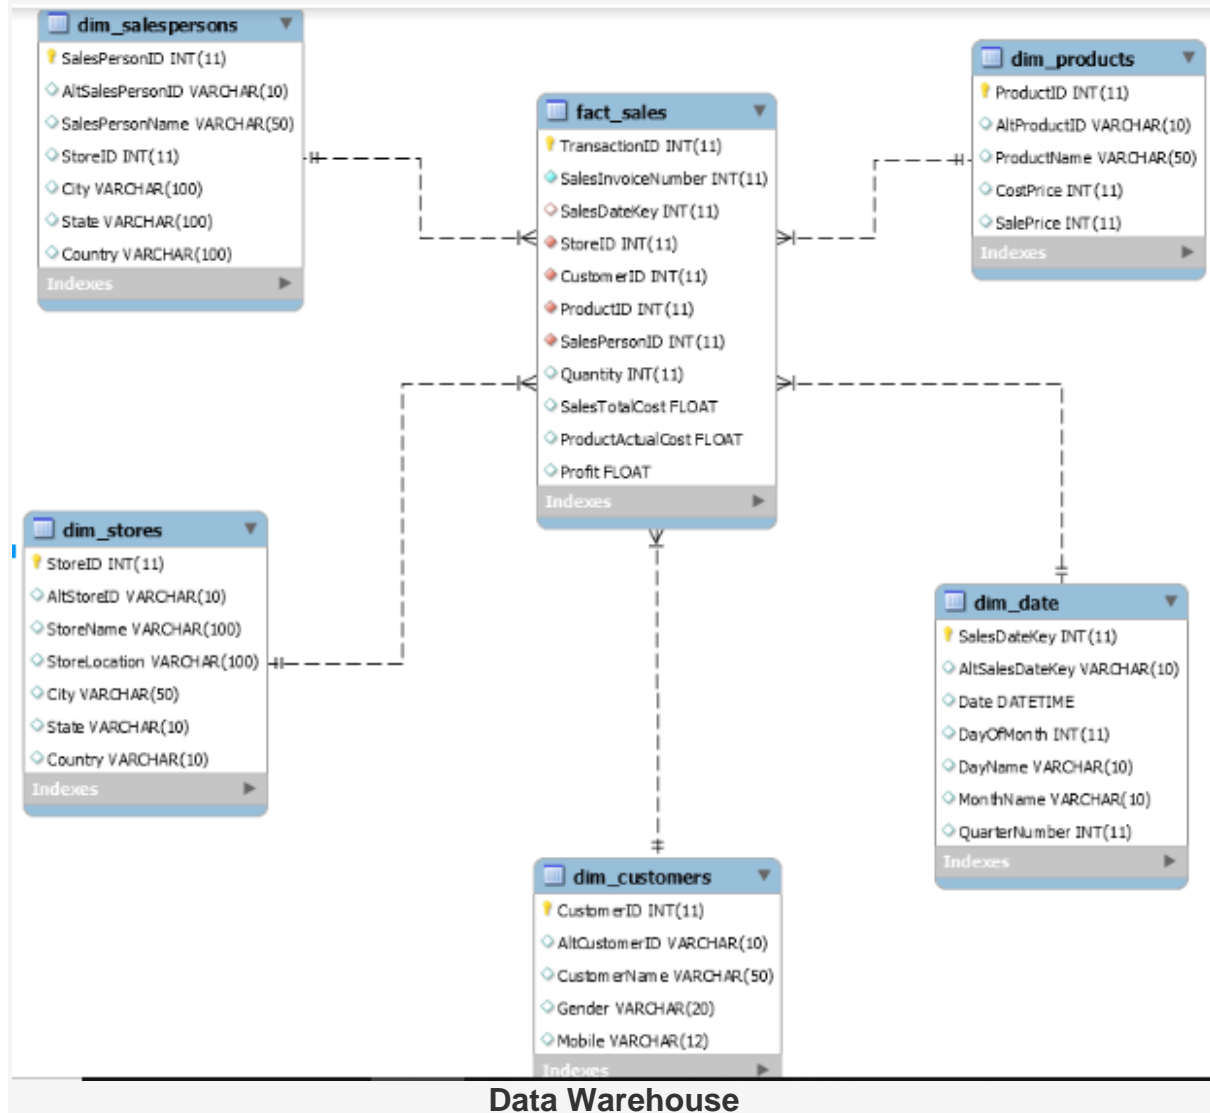 dim_salespersons
SalesPersonID INT(11)
AltSalesPersonID VARCHAR(10)
SalesPersonName VARCHAR(50)
StoreID INT(11)
City VARCHAR(100)
State VARCHAR(100)
Country VARCHAR(100)
Indexes
fact_sales
TransactionID INT(11)
SalesInvoiceNumber INT(11)
SalesDateKey INT(11)
StoreID INT(11)
CustomerID INT(11)
ProductID INT(11)
SalesPersonID INT(11)
Quantity INT(11)
SalesTotalCost FLOAT
ProductActualCost FLOAT
Profit FLOAT
Indexes
dim_products
ProductID INT(11)
AltProductID VARCHAR(10)
ProductName VARCHAR(50)
CostPrice INT(11)
SalePrice INT(11)
Indexes
dim_stores
StoreID INT(11)
AltStoreID VARCHAR(10)
StoreName VARCHAR(100)
StoreLocation VARCHAR(100)
City VARCHAR(50)
State VARCHAR(10)
Country VARCHAR(10)
Indexes
dim_date
SalesDateKey INT(11)
AltSalesDateKey VARCHAR(10)
Date DATETIME
DayOfMonth INT(11)
DayName VARCHAR(10)
MonthName VARCHAR(10)
QuarterNumber INT(11)
Indexes
dim_customers
CustomerID INT(11)
AltCustomerID VARCHAR(10)
CustomerName VARCHAR(50)
Gender VARCHAR(20)
Mobile VARCHAR(12)
Indexes
Data Warehouse